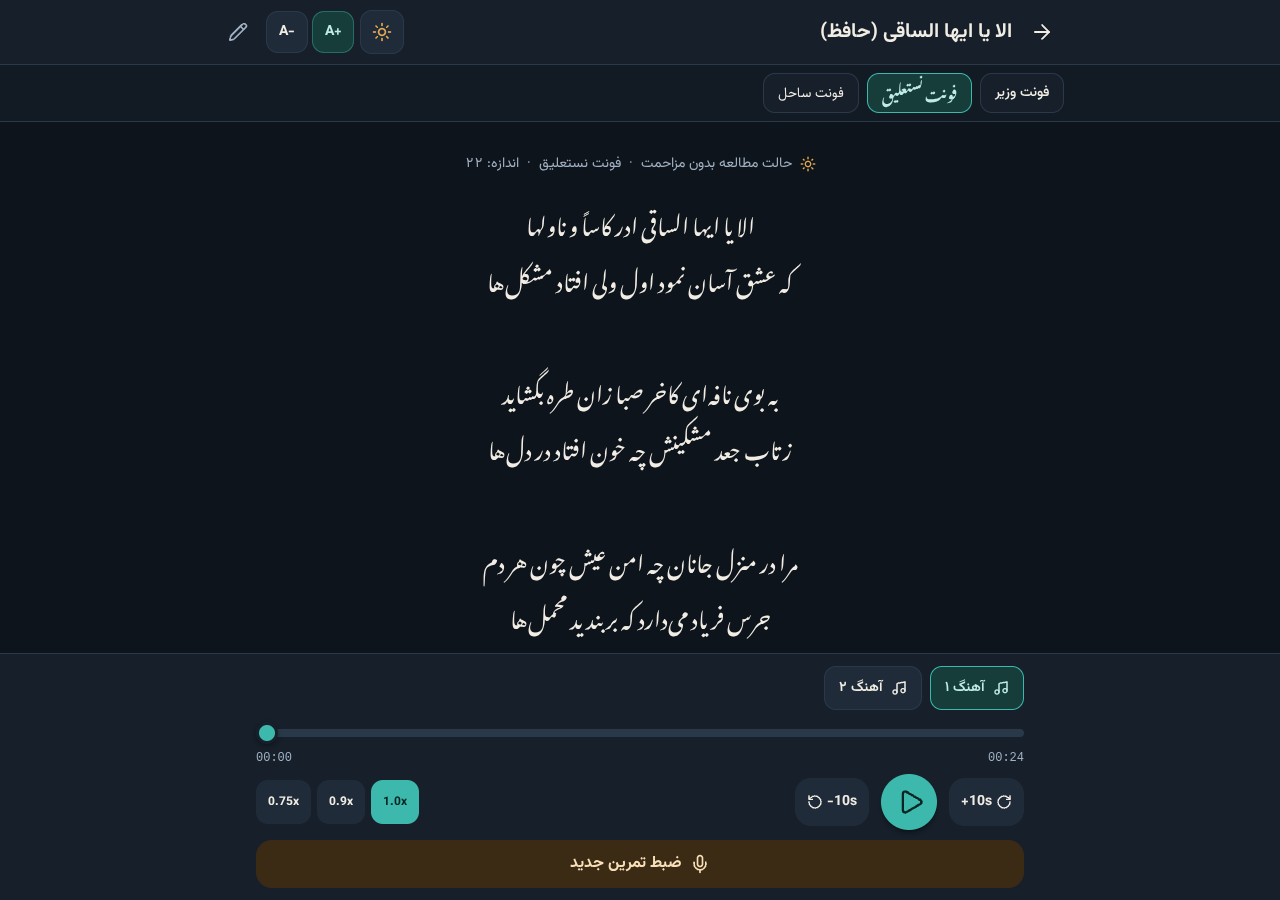 الا یا ایها الساقی (حافظ)
A+
A-
فونت وزیر
فونت نستعلیق
فونت ساحل
حالت مطالعه بدون مزاحمت · فونت نستعلیق · اندازه: ۲۲
الا یا ایها الساقی ادر کاساً و ناولها
که عشق آسان نمود اول ولی افتاد مشکل‌ها
به بوی نافه‌ای کاخر صبا زان طره بگشاید
ز تاب جعد مشکینش چه خون افتاد در دل‌ها
مرا در منزل جانان چه امن عیش چون هر دم
جرس فریاد می‌دارد که بربندید محمل‌ها
آهنگ ۱
آهنگ ۲
00:00
00:24
+10s
-10s
1.0x
0.9x
0.75x
ضبط تمرین جدید